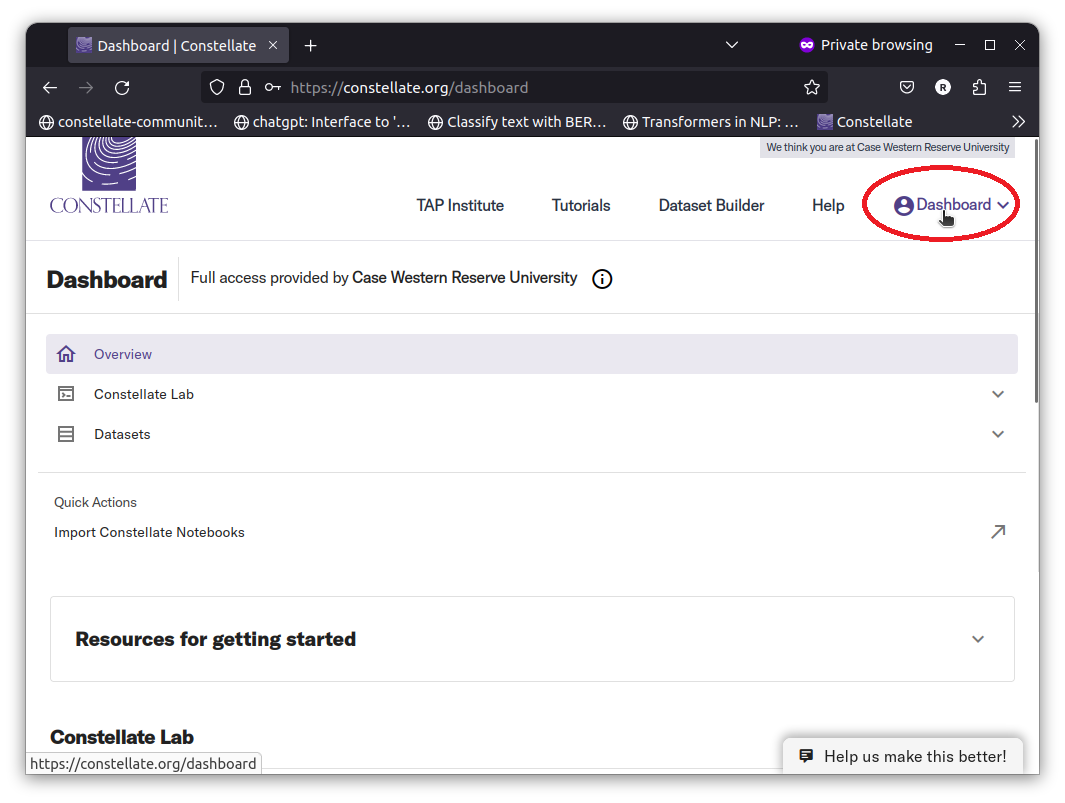 Dashboard | Constellate
Private browsing
https://constellate.org/dashboard
R
constellate-communit… chatgpt: Interface to '… Classify text with BER… Transformers in NLP: … Constellate
We think you are at Case Western Reserve University
CONSTELLATE
TAP Institute Tutorials Dataset Builder Help Dashboard
Dashboard Full access provided by Case Western Reserve University
Overview
Constellate Lab
Datasets
Quick Actions
Import Constellate Notebooks
Resources for getting started
Constellate Lab
https://constellate.org/dashboard
Help us make this better!